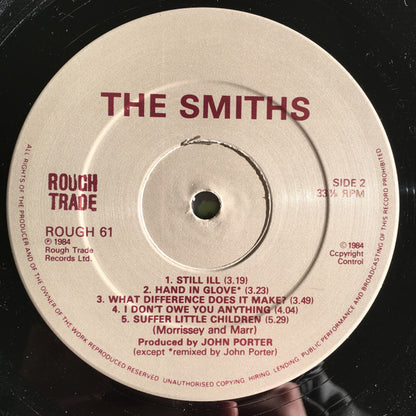 THE SMITHS
ROUGH
TRADE
ROUGH 61
℗ 1984
Rough Trade
Records Ltd.
SIDE 2
33⅓ RPM
© 1984
Copyright
Control
1. STILL ILL (3.19)
2. HAND IN GLOVE* (3.23)
3. WHAT DIFFERENCE DOES IT MAKE? (3.49)
4. I DON'T OWE YOU ANYTHING (4.04)
5. SUFFER LITTLE CHILDREN (5.29)
(Morrissey and Marr)
Produced by JOHN PORTER
(except *remixed by John Porter)
ALL RIGHTS OF THE PRODUCER AND OF THE OWNER OF THE WORK REPRODUCED RESERVED. UNAUTHORISED COPYING, HIRING, LENDING, PUBLIC PERFORMANCE AND BROADCASTING OF THIS RECORD PROHIBITED.